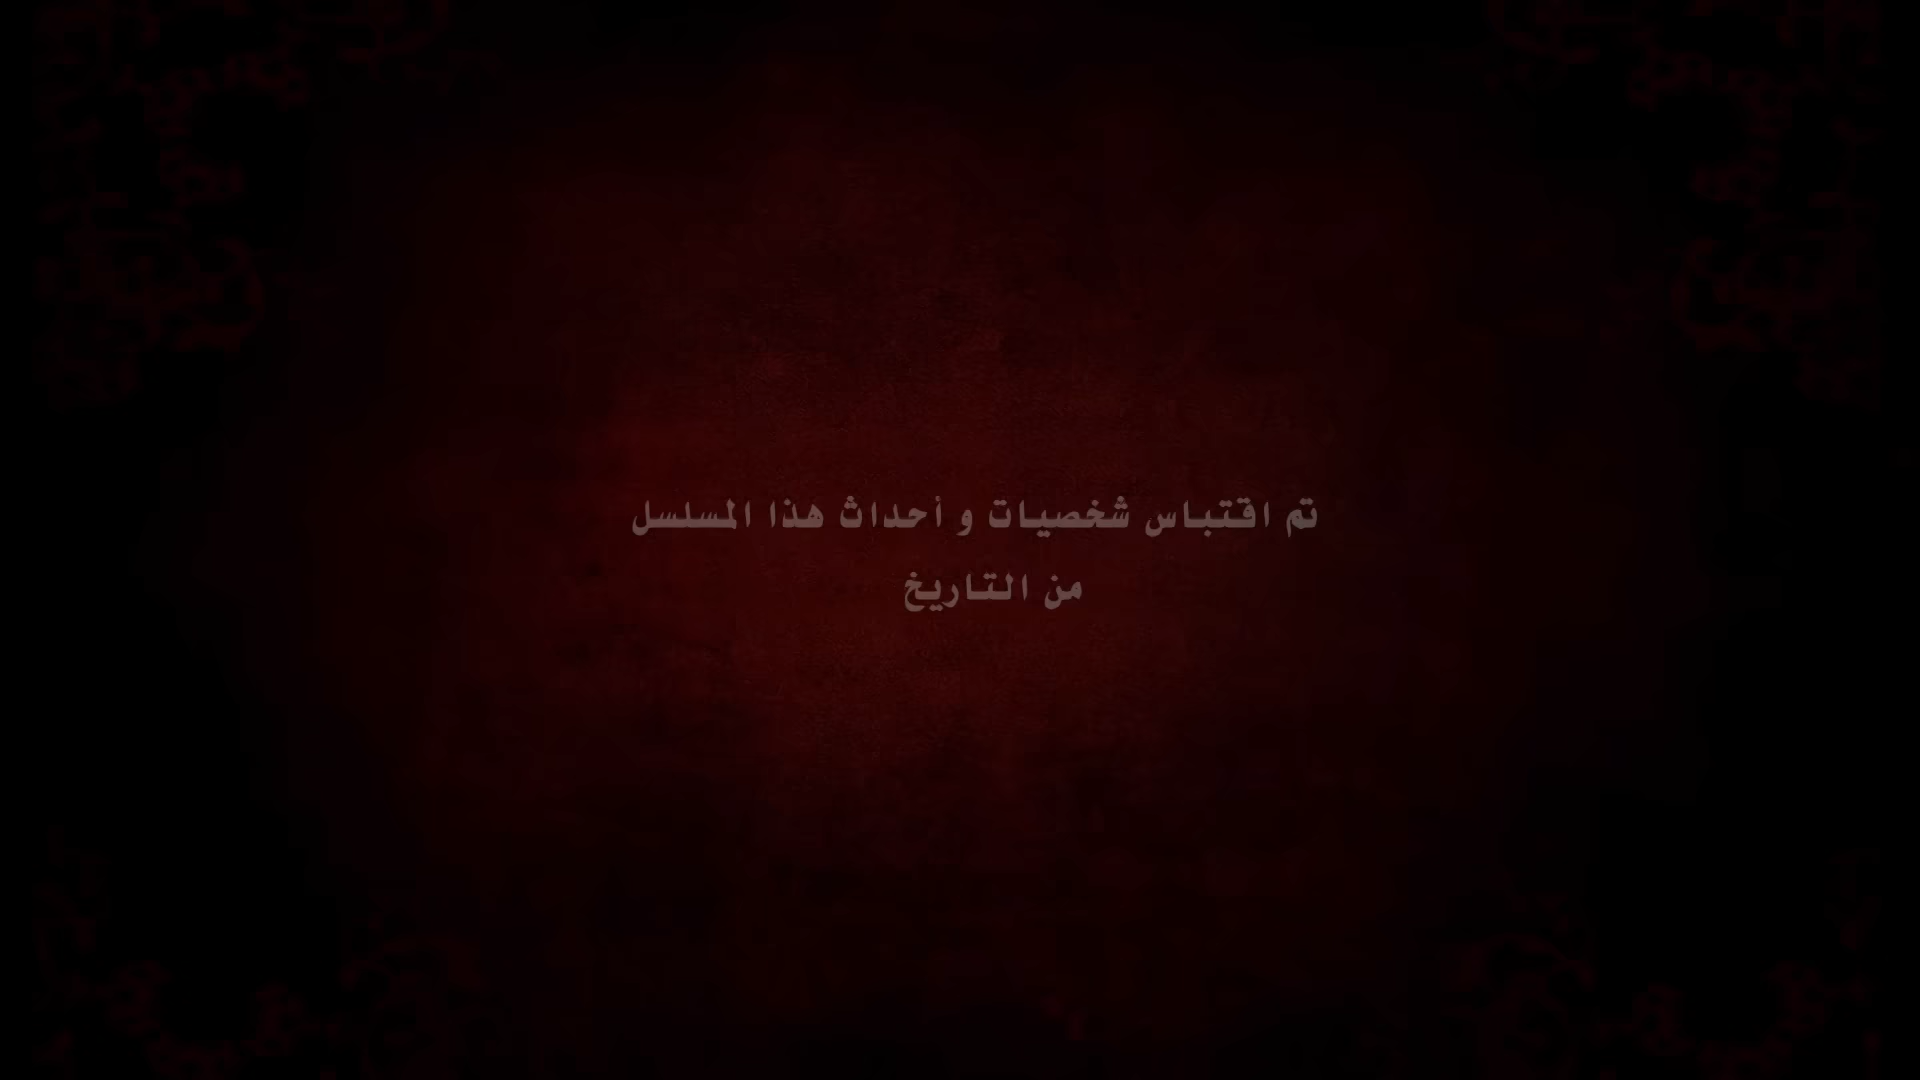 تم اقتباس شخصيات و أحداث هذا المسلسل
من التاريخ